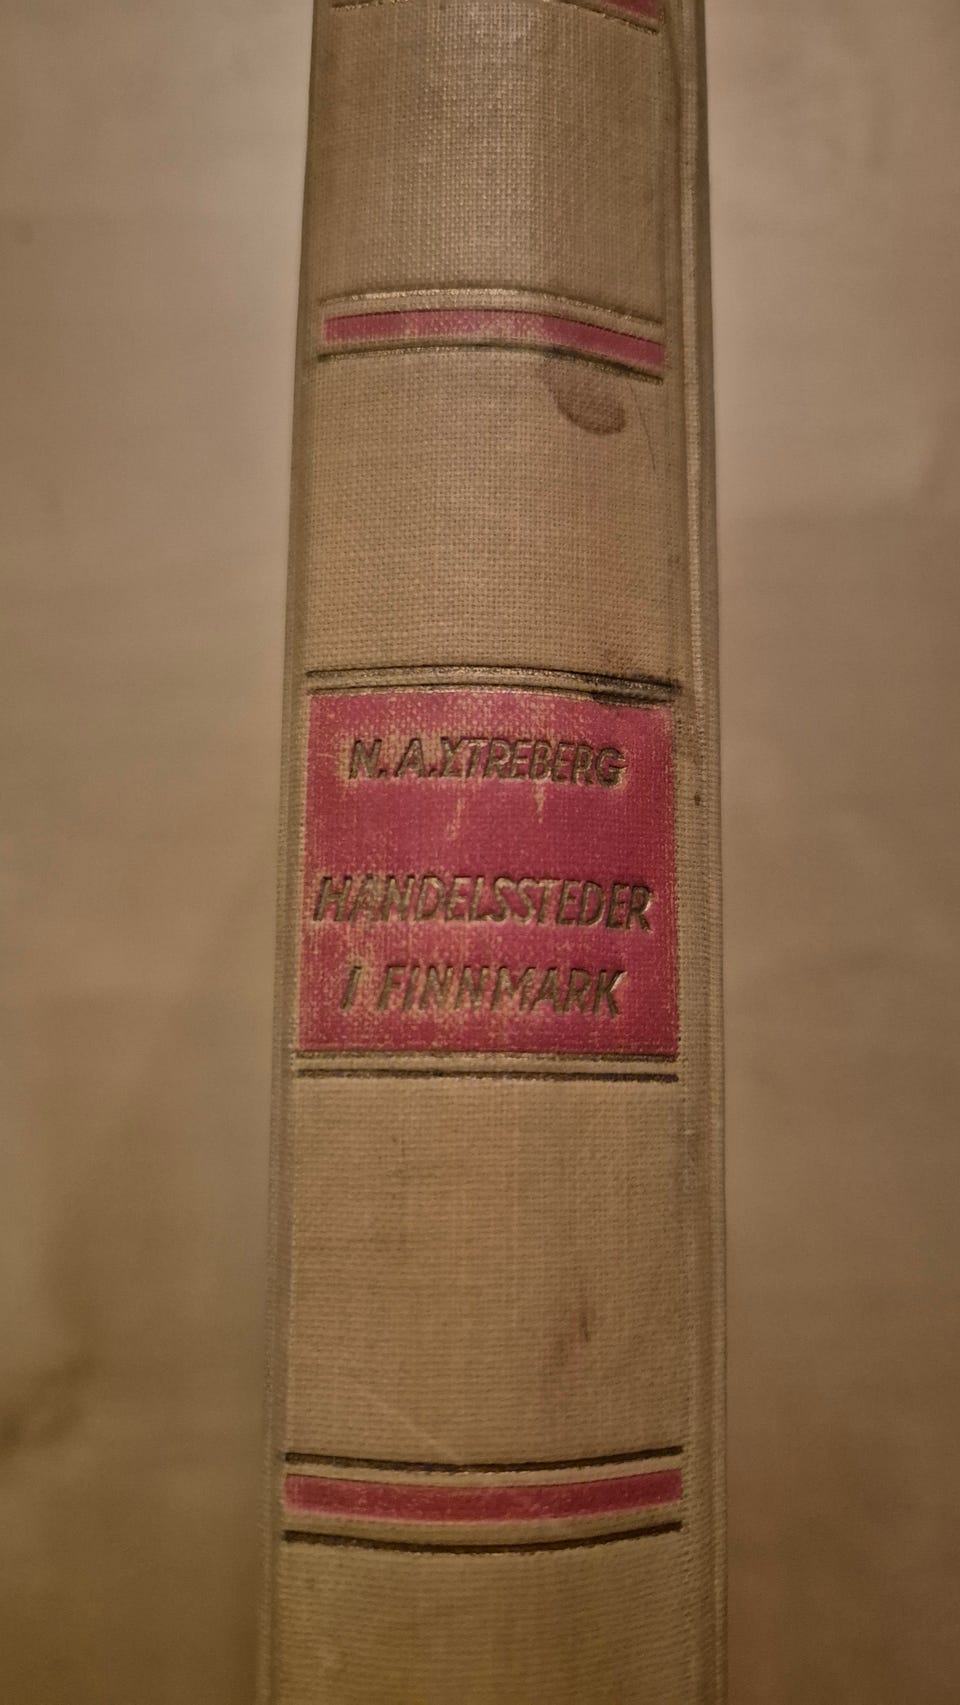 N. A. YTREBERG
HANDELSSTEDER
I FINNMARK